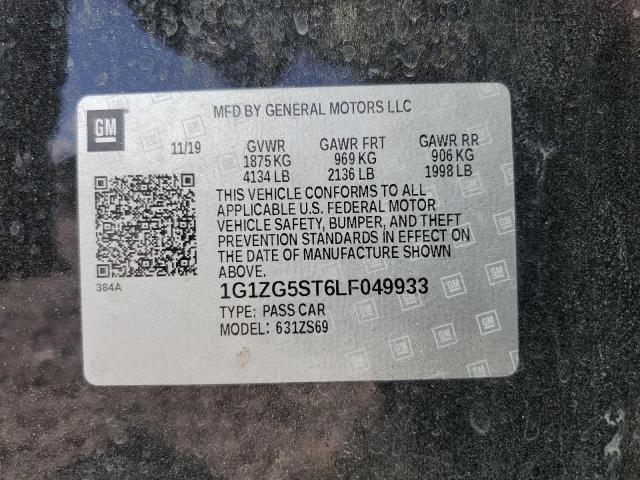 MFD BY GENERAL MOTORS LLC
GM
11/19 GVWR GAWR FRT GAWR RR
1875 KG 969 KG 906 KG
4134 LB 2136 LB 1998 LB
THIS VEHICLE CONFORMS TO ALL
APPLICABLE U.S. FEDERAL MOTOR
VEHICLE SAFETY, BUMPER, AND THEFT
PREVENTION STANDARDS IN EFFECT ON
THE DATE OF MANUFACTURE SHOWN
ABOVE.
384A
1G1ZG5ST6LF049933
TYPE: PASS CAR
MODEL: 631ZS69